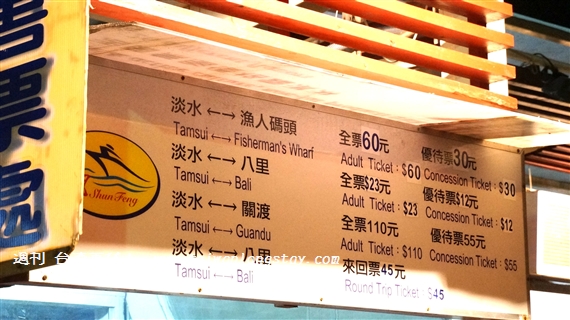 售票處
Shun Feng
淡水 ←→ 漁人碼頭
Tamsui ←→ Fisherman's Wharf
全票60元
Adult Ticket : $60
優待票30元
Concession Ticket : $30
淡水 ←→ 八里
Tamsui ←→ Bali
全票$23元
Adult Ticket : $23
優待票$12元
Concession Ticket : $12
淡水 ←→ 關渡
Tamsui ←→ Guandu
全票110元
Adult Ticket : $110
優待票55元
Concession Ticket : $55
淡水 ←→ 八里
Tamsui ←→ Bali
來回票45元
Round Trip Ticket : $45